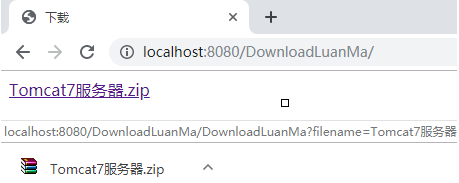 下载
localhost:8080/DownloadLuanMa/
Tomcat7服务器.zip
localhost:8080/DownloadLuanMa/DownloadLuanMa?filename=Tomcat7服务器
Tomcat7服务器.zip